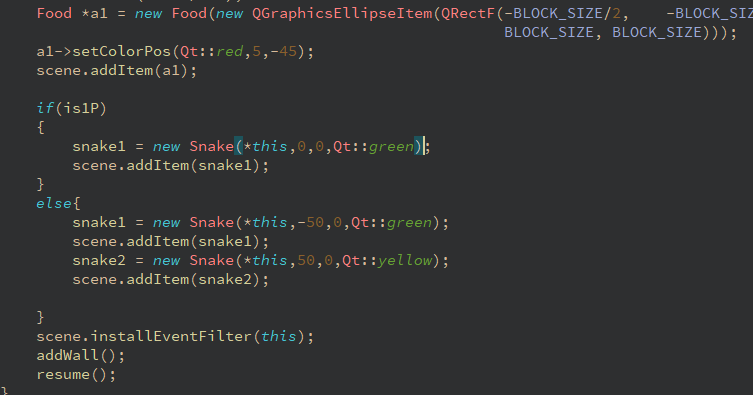 Food *a1 = new Food(new QGraphicsEllipseItem(QRectF(-BLOCK_SIZE/2, -BLOCK_SIZ
BLOCK_SIZE, BLOCK_SIZE)));
a1->setColorPos(Qt::red,5,-45);
scene.addItem(a1);
if(is1P)
{
snake1 = new Snake(*this,0,0,Qt::green);
scene.addItem(snake1);
}
else{
snake1 = new Snake(*this,-50,0,Qt::green);
scene.addItem(snake1);
snake2 = new Snake(*this,50,0,Qt::yellow);
scene.addItem(snake2);
}
scene.installEventFilter(this);
addWall();
resume();
}